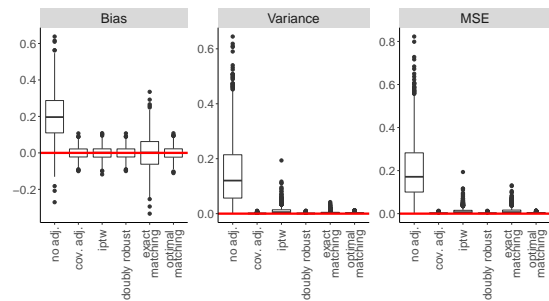 Bias
Variance
MSE
0.6
0.4
0.2
0.0
−0.2
0.6
0.4
0.2
0.0
0.8
0.6
0.4
0.2
0.0
no adj.
cov. adj.
iptw
doubly robust
exact
matching
optimal
matching
no adj.
cov. adj.
iptw
doubly robust
exact
matching
optimal
matching
no adj.
cov. adj.
iptw
doubly robust
exact
matching
optimal
matching